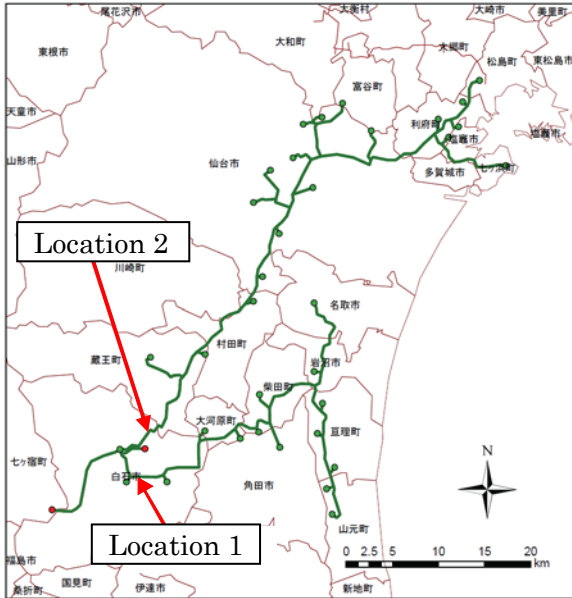 尾花沢市
大衡村
大崎市
美里町
東根市
大和町
大郷町
松島町
東松島市
富谷町
天童市
利府町
塩竈市
塩竈市
山形市
仙台市
多賀城市
七ヶ浜町
Location 2
川崎町
名取市
村田町
蔵王町
岩沼市
柴田町
大河原町
亘理町
七ヶ宿町
白石市
角田市
N
山元町
Location 1
福島市
0 2.5 5 10 15 20
km
桑折町
国見町
伊達市
新地町